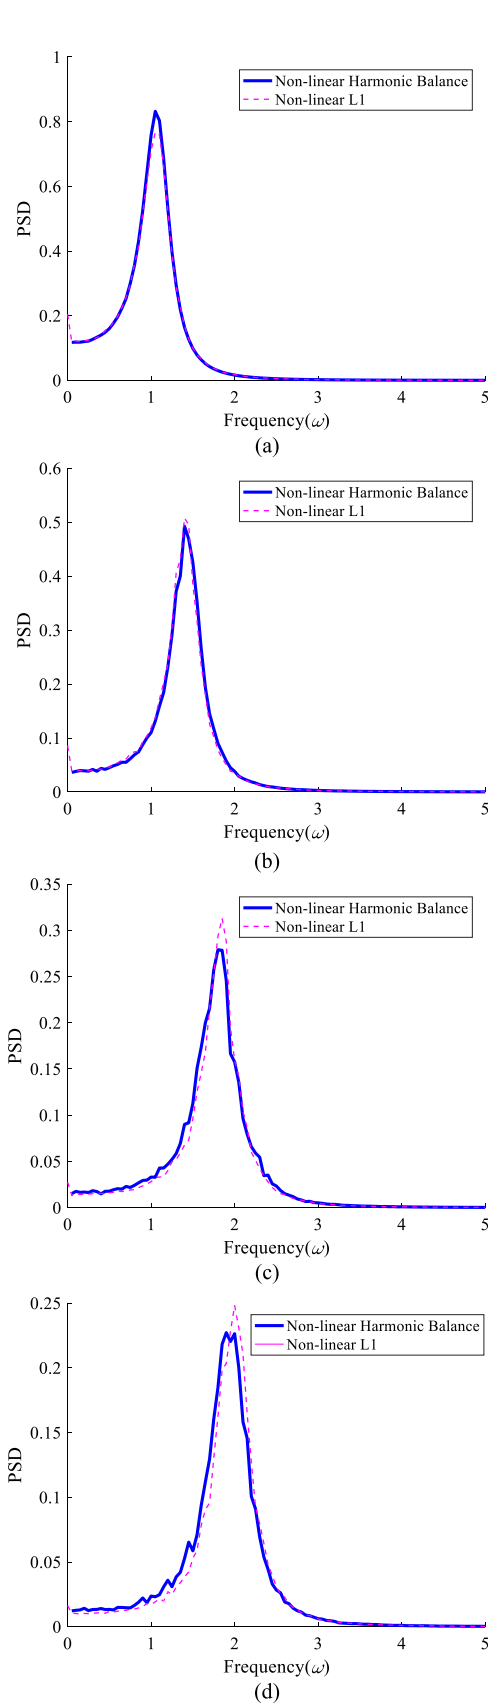 1
Non-linear Harmonic Balance
Non-linear L1
0.8
0.6
PSD
0.4
0.2
0
0 1 2 3 4 5
Frequency(ω)
(a)
0.6
Non-linear Harmonic Balance
Non-linear L1
0.5
0.4
PSD
0.3
0.2
0.1
0
0 1 2 3 4 5
Frequency(ω)
(b)
0.35
Non-linear Harmonic Balance
Non-linear L1
0.3
0.25
0.2
PSD
0.15
0.1
0.05
0
0 1 2 3 4 5
Frequency(ω)
(c)
0.25
Non-linear Harmonic Balance
Non-linear L1
0.2
0.15
PSD
0.1
0.05
0
0 1 2 3 4 5
Frequency(ω)
(d)